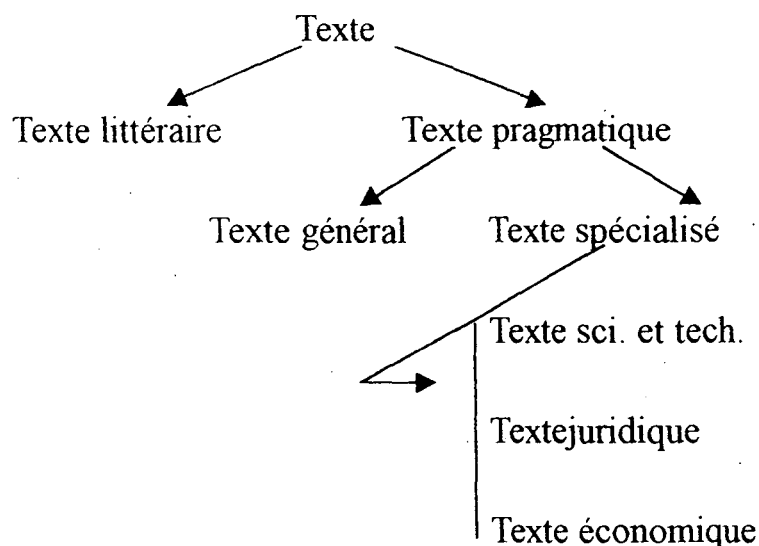 Texte
Texte littéraire Texte pragmatique
Texte général Texte spécialisé
Texte sci. et tech.
Textejuridique
Texte économique